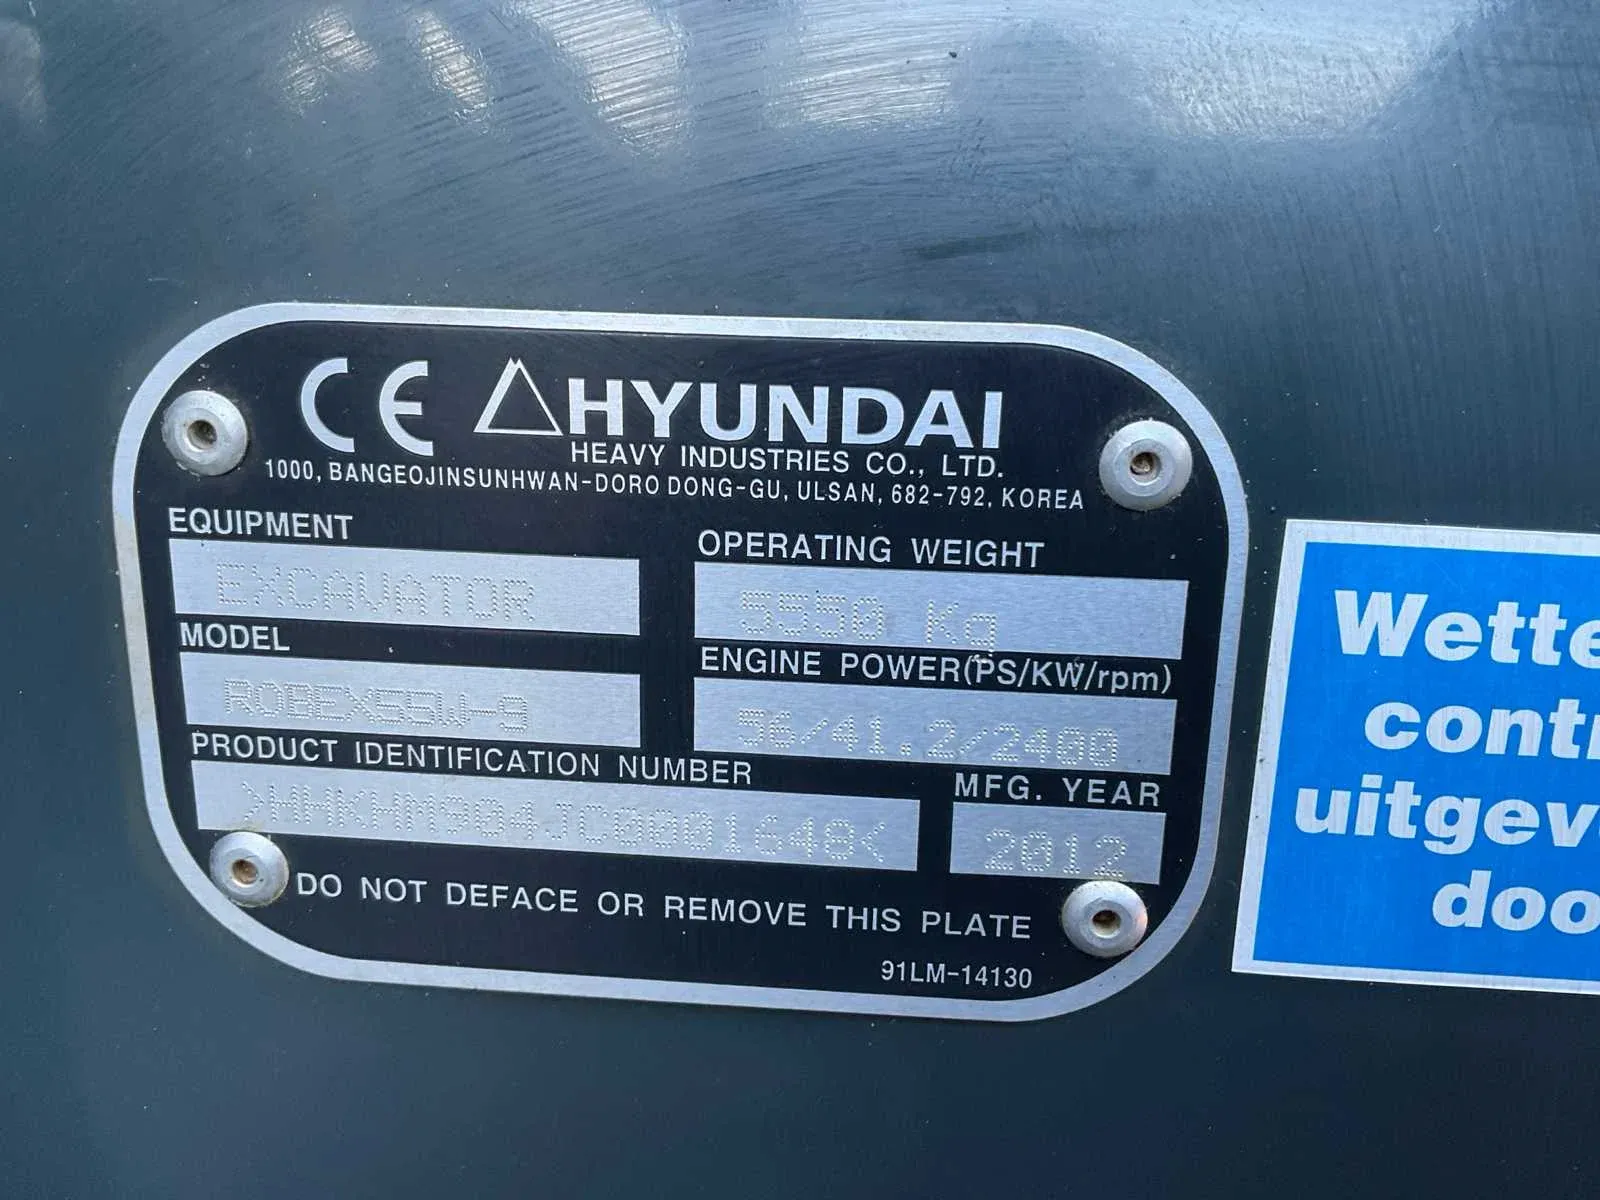 CE HYUNDAI
HEAVY INDUSTRIES CO., LTD.
1000, BANGEOJINSUNHWAN-DORO DONG-GU, ULSAN, 682-792, KOREA
EQUIPMENT
EXCAVATOR
OPERATING WEIGHT
5550 Kg
MODEL
ROBEX55W-9
ENGINE POWER(PS/KW/rpm)
56/41.2/2400
PRODUCT IDENTIFICATION NUMBER
>HHKHM904JC0001648<
MFG. YEAR
2012
DO NOT DEFACE OR REMOVE THIS PLATE
91LM-14130
Wette
cont
uitgev
doo